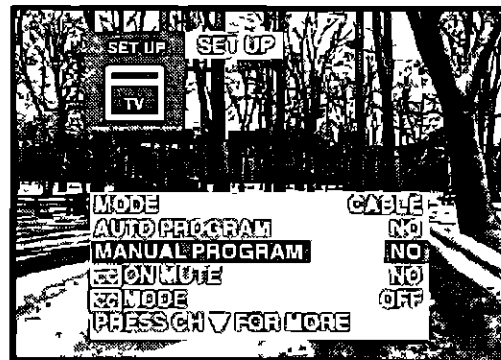 SET UP SET UP
TV
MODE CABLE
AUTO PROGRAM NO
MANUAL PROGRAM NO
CC ON MUTE NO
CC MODE OFF
PRESS CH ▽ FOR MORE